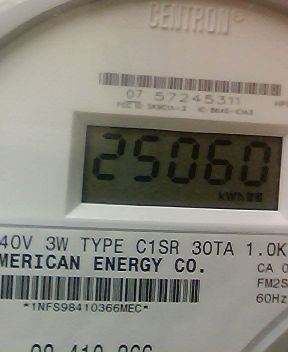 CENTRON®
07 57245311
25060
kWh
40V 3W TYPE C1SR 30TA 1.0K
MERICAN ENERGY CO.
CA 0
FM2S
60Hz
*1NFS98410366MEC*